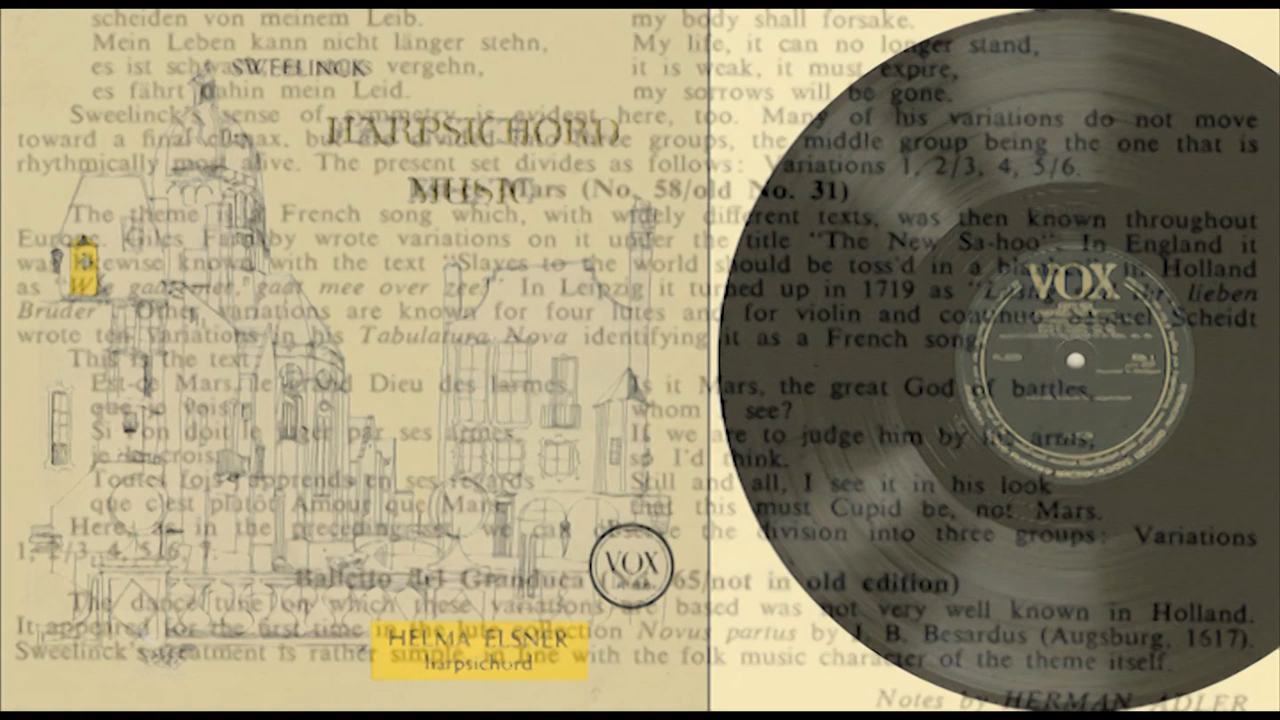 scheiden von meinem Leib. my body shall forsake.
Mein Leben kann nicht länger stehn, My life, it can no longer stand,
es ist vergehn, it is weak, it must expire,
SWEELINCK
es fährt dahin mein Leid. my sorrows will be gone.
Sweelinck's sense of symmetry is evident here, too. Many of his variations do not move
HARPSICHORD
toward a final climax, but are divided into three groups, the middle group being the one that is
rhythmically most alive. The present set divides as follows: Variations 1, 2/3, 4, 5/6.
MUSIC
Mars (No. 58/old No. 31)
The theme is a French song which, with widely different texts, was then known throughout
Europe. Giles Farnaby wrote variations on it under the title "The New Sa-hoo". In England it
was likewise known with the text "Slaves to the world should be toss'd in a in Holland
as gaat mee over zee!" In Leipzig it turned up in 1719 as lieben
VOX
Brüder". Other variations are known for four lutes and for violin and continuo. Samuel Scheidt
wrote ten variations in his Tabulatura Nova identifying it as a French song.
This is the text:
Est-ce Mars, le grand Dieu des larmes, Is it Mars, the great God of battles,
que je vois? whom I see?
Si l'on doit le juger par ses armes, If we are to judge him by his arms,
je le crois; so I'd think.
Toutes fois j'apprends en ses regards Still and all, I see it in his look
que c'est plutôt Amour que Mars. that this must Cupid be, not Mars.
Here, as in the preceding set, we can observe the division into three groups: Variations
1, 2/3, 4, 5/6, 7.
VOX
Balletto del Granduca (No. 65/not in old edition)
The dance tune on which these variations are based was not very well known in Holland.
It appeared for the first time in the lute collection Novus partus by J. B. Besardus (Augsburg, 1617).
HELMA ELSNER
Sweelinck's treatment is rather simple, in line with the folk music character of the theme itself.
harpsichord
Notes by HERMAN ADLER